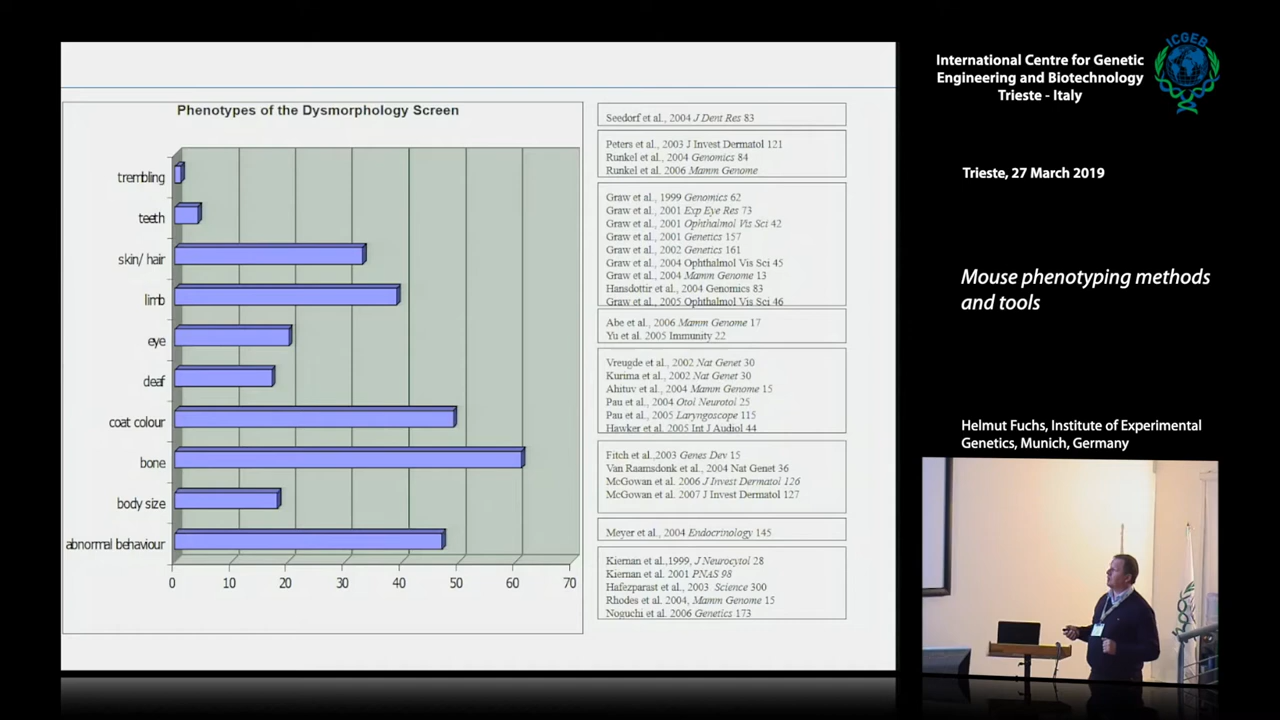 Phenotypes of the Dysmorphology Screen
trembling
teeth
skin/ hair
limb
eye
deaf
coat colour
bone
body size
abnormal behaviour
0 10 20 30 40 50 60 70
Seedorf et al., 2004 J Dent Res 83
Peters et al., 2003 J Invest Dermatol 121
Runkel et al., 2004 Genomics 84
Runkel et al. 2006 Mamm Genome
Graw et al., 1999 Genomics 62
Graw et al., 2001 Exp Eye Res 73
Graw et al., 2001 Ophthalmol Vis Sci 42
Graw et al., 2001 Genetics 157
Graw et al., 2002 Genetics 161
Graw et al., 2004 Ophthalmol Vis Sci 45
Graw et al., 2004 Mamm Genome 13
Hansdottir et al., 2004 Genomics 83
Graw et al., 2005 Ophthalmol Vis Sci 46
Abe et al., 2006 Mamm Genome 17
Yu et al. 2005 Immunity 22
Vreugde et al., 2002 Nat Genet 30
Kurima et al., 2002 Nat Genet 30
Ahituv et al., 2004 Mamm Genome 15
Pau et al., 2004 Otol Neurotol 25
Pau et al., 2005 Laryngoscope 115
Hawker et al. 2005 Int J Audiol 44
Fitch et al.,2003 Genes Dev 15
Van Raamsdonk et al., 2004 Nat Genet 36
McGowan et al. 2006 J Invest Dermatol 126
McGowan et al. 2007 J Invest Dermatol 127
Meyer et al., 2004 Endocrinology 145
Kiernan et al.,1999, J Neurocytol 28
Kiernan et al. 2001 PNAS 98
Hafezparast et al., 2003 Science 300
Rhodes et al. 2004, Mamm Genome 15
Noguchi et al. 2006 Genetics 173
International Centre for Genetic
Engineering and Biotechnology
Trieste - Italy
ICGEB
Trieste, 27 March 2019
Mouse phenotyping methods
and tools
Helmut Fuchs, Institute of Experimental
Genetics, Munich, Germany